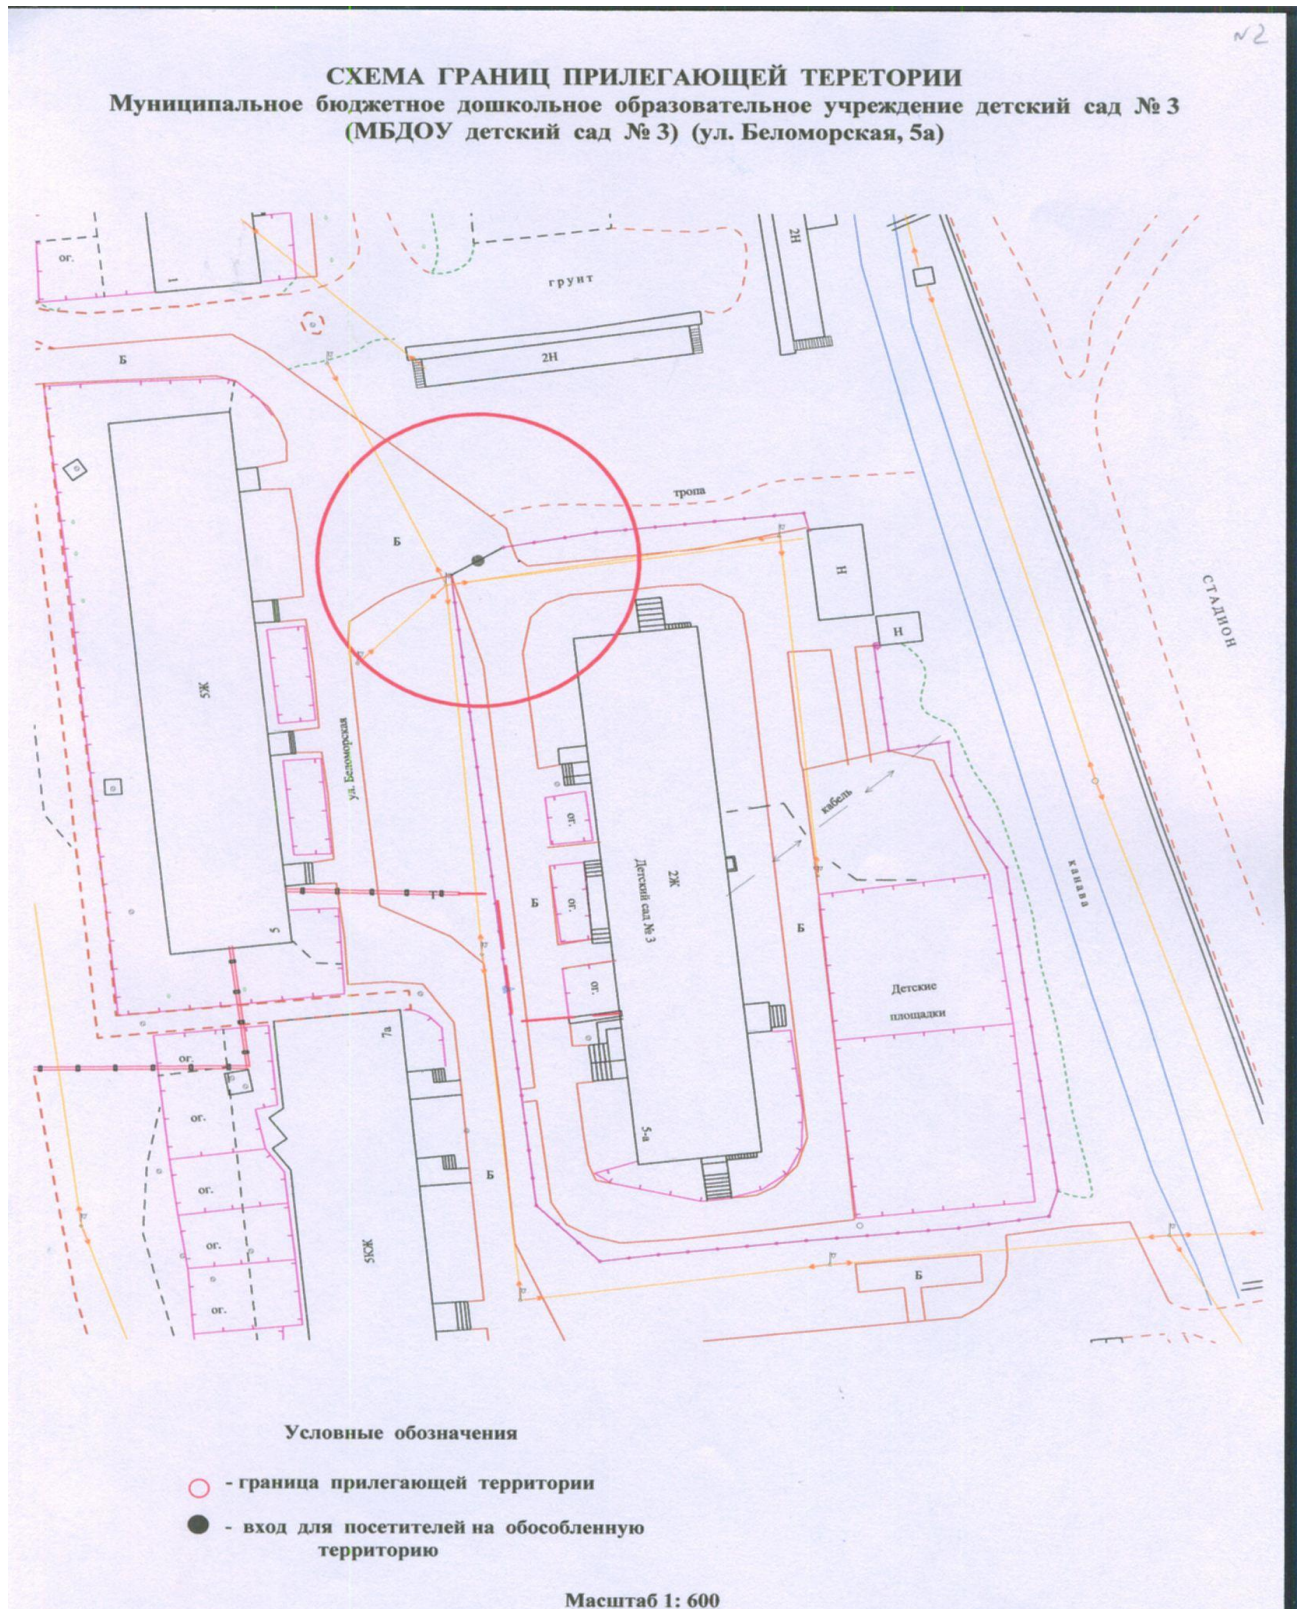 №2
СХЕМА ГРАНИЦ ПРИЛЕГАЮЩЕЙ ТЕРЕТОРИИ
Муниципальное бюджетное дошкольное образовательное учреждение детский сад № 3
(МБДОУ детский сад № 3) (ул. Беломорская, 5а)
ог.
1
грунт
2Н
2Н
Б
тропа
Б
Н
Н
СТАДИОН
5Ж
ул. Беломорская
кабель
ог.
2Ж
Детский сад № 3
канава
Т
Б
ог.
Б
5
ог.
Детские
площадки
7а
ог.
ог.
5-а
Б
ог.
ог.
5КЖ
ог.
Б
Условные обозначения
- граница прилегающей территории
- вход для посетителей на обособленную
территорию
Масштаб 1: 600